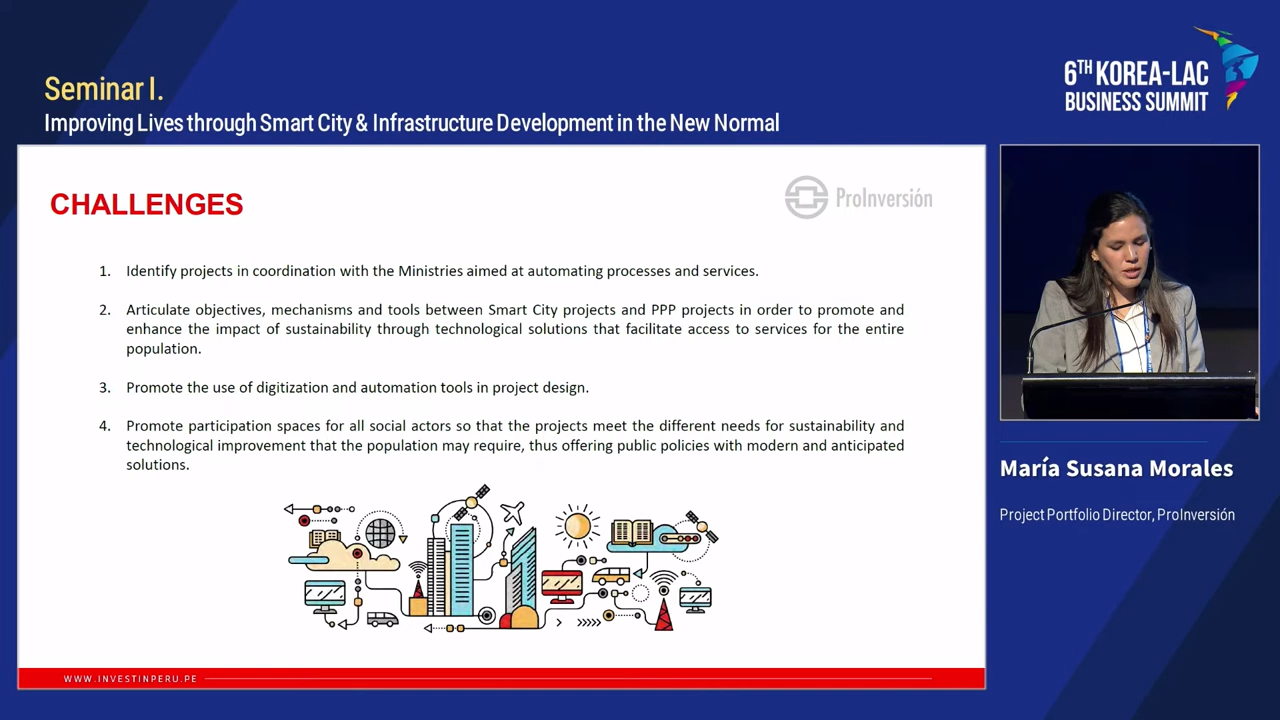 Seminar I.
Improving Lives through Smart City & Infrastructure Development in the New Normal
6TH KOREA-LAC
BUSINESS SUMMIT
CHALLENGES
ProInversión
1. Identify projects in coordination with the Ministries aimed at automating processes and services.
2. Articulate objectives, mechanisms and tools between Smart City projects and PPP projects in order to promote and
enhance the impact of sustainability through technological solutions that facilitate access to services for the entire
population.
3. Promote the use of digitization and automation tools in project design.
4. Promote participation spaces for all social actors so that the projects meet the different needs for sustainability and
technological improvement that the population may require, thus offering public policies with modern and anticipated
solutions.
WWW.INVESTINPERU.PE
María Susana Morales
Project Portfolio Director, ProInversión